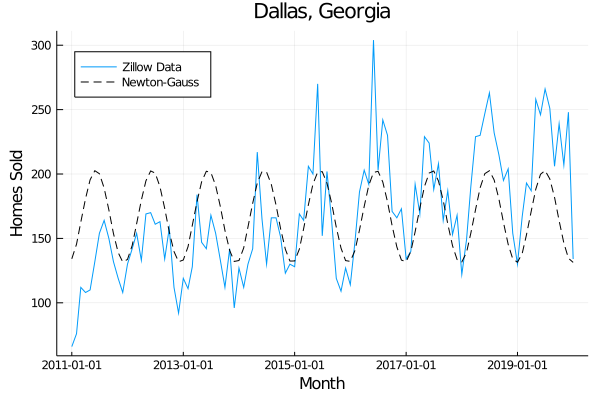 Dallas, Georgia
Zillow Data
Newton-Gauss
Homes Sold
300
250
200
150
100
2011-01-01 2013-01-01 2015-01-01 2017-01-01 2019-01-01
Month